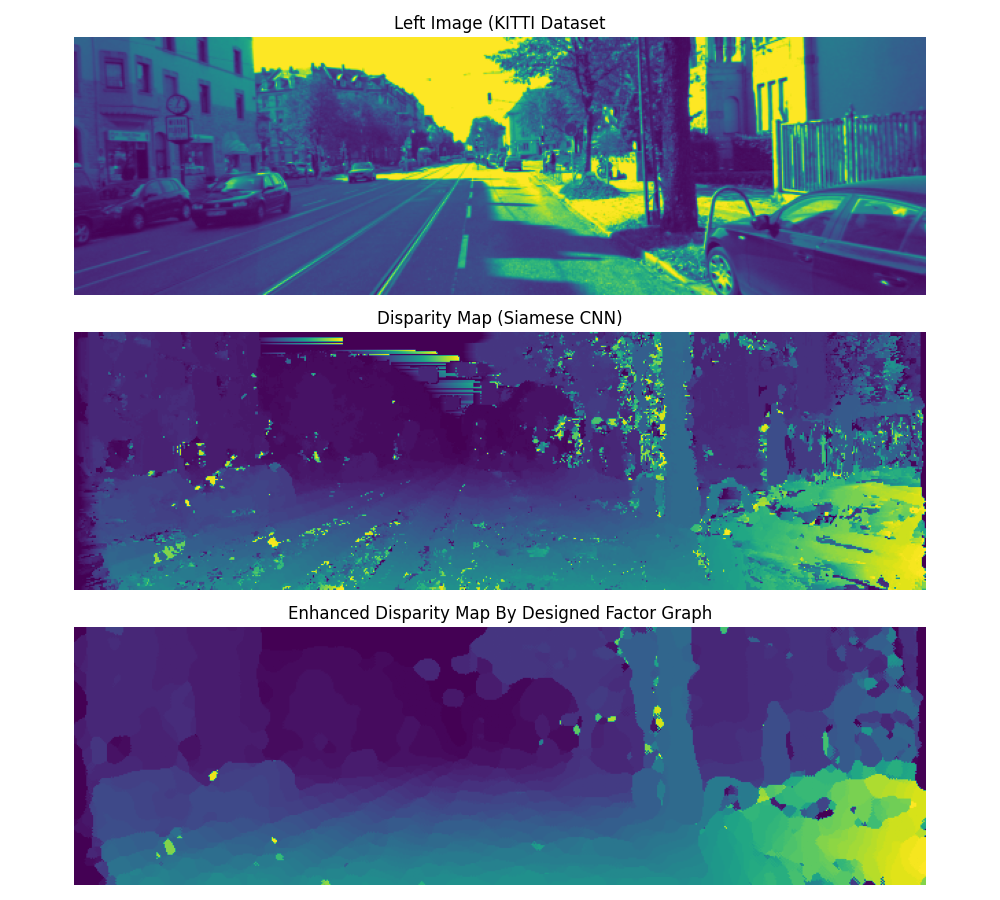 Left Image (KITTI Dataset
Disparity Map (Siamese CNN)
Enhanced Disparity Map By Designed Factor Graph